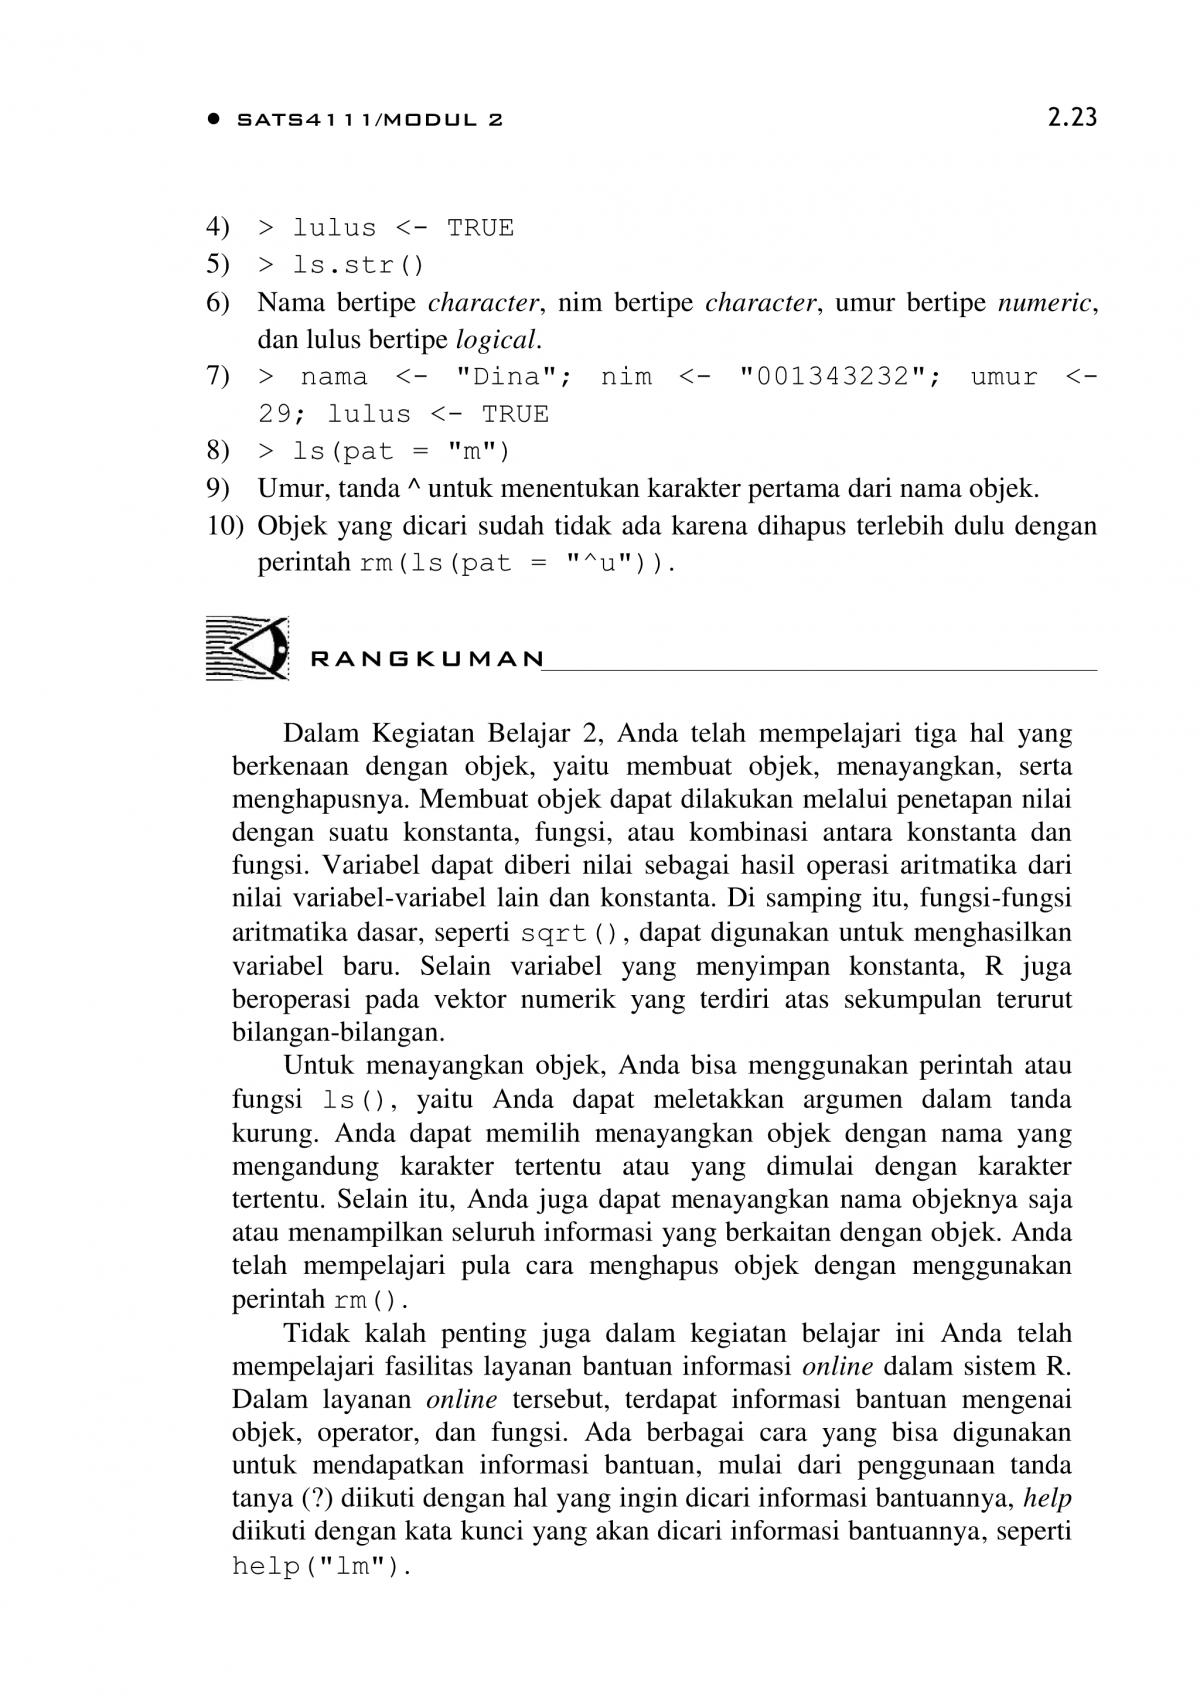 ● SATS4111/MODUL 2 2.23
4) > lulus <- TRUE
5) > ls.str()
6) Nama bertipe character, nim bertipe character, umur bertipe numeric,
dan lulus bertipe logical.
7) > nama <- "Dina"; nim <- "001343232"; umur <-
29; lulus <- TRUE
8) > ls(pat = "m")
9) Umur, tanda ^ untuk menentukan karakter pertama dari nama objek.
10) Objek yang dicari sudah tidak ada karena dihapus terlebih dulu dengan
perintah rm(ls(pat = "^u")).
RANGKUMAN
Dalam Kegiatan Belajar 2, Anda telah mempelajari tiga hal yang
berkenaan dengan objek, yaitu membuat objek, menayangkan, serta
menghapusnya. Membuat objek dapat dilakukan melalui penetapan nilai
dengan suatu konstanta, fungsi, atau kombinasi antara konstanta dan
fungsi. Variabel dapat diberi nilai sebagai hasil operasi aritmatika dari
nilai variabel-variabel lain dan konstanta. Di samping itu, fungsi-fungsi
aritmatika dasar, seperti sqrt(), dapat digunakan untuk menghasilkan
variabel baru. Selain variabel yang menyimpan konstanta, R juga
beroperasi pada vektor numerik yang terdiri atas sekumpulan terurut
bilangan-bilangan.
Untuk menayangkan objek, Anda bisa menggunakan perintah atau
fungsi ls(), yaitu Anda dapat meletakkan argumen dalam tanda
kurung. Anda dapat memilih menayangkan objek dengan nama yang
mengandung karakter tertentu atau yang dimulai dengan karakter
tertentu. Selain itu, Anda juga dapat menayangkan nama objeknya saja
atau menampilkan seluruh informasi yang berkaitan dengan objek. Anda
telah mempelajari pula cara menghapus objek dengan menggunakan
perintah rm().
Tidak kalah penting juga dalam kegiatan belajar ini Anda telah
mempelajari fasilitas layanan bantuan informasi online dalam sistem R.
Dalam layanan online tersebut, terdapat informasi bantuan mengenai
objek, operator, dan fungsi. Ada berbagai cara yang bisa digunakan
untuk mendapatkan informasi bantuan, mulai dari penggunaan tanda
tanya (?) diikuti dengan hal yang ingin dicari informasi bantuannya, help
diikuti dengan kata kunci yang akan dicari informasi bantuannya, seperti
help("lm").